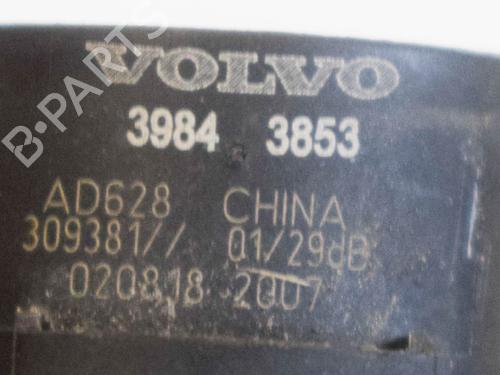 VOLVO
3984 3853
AD628 CHINA
309381// 01/29dB
020818 2007
B·PARTS